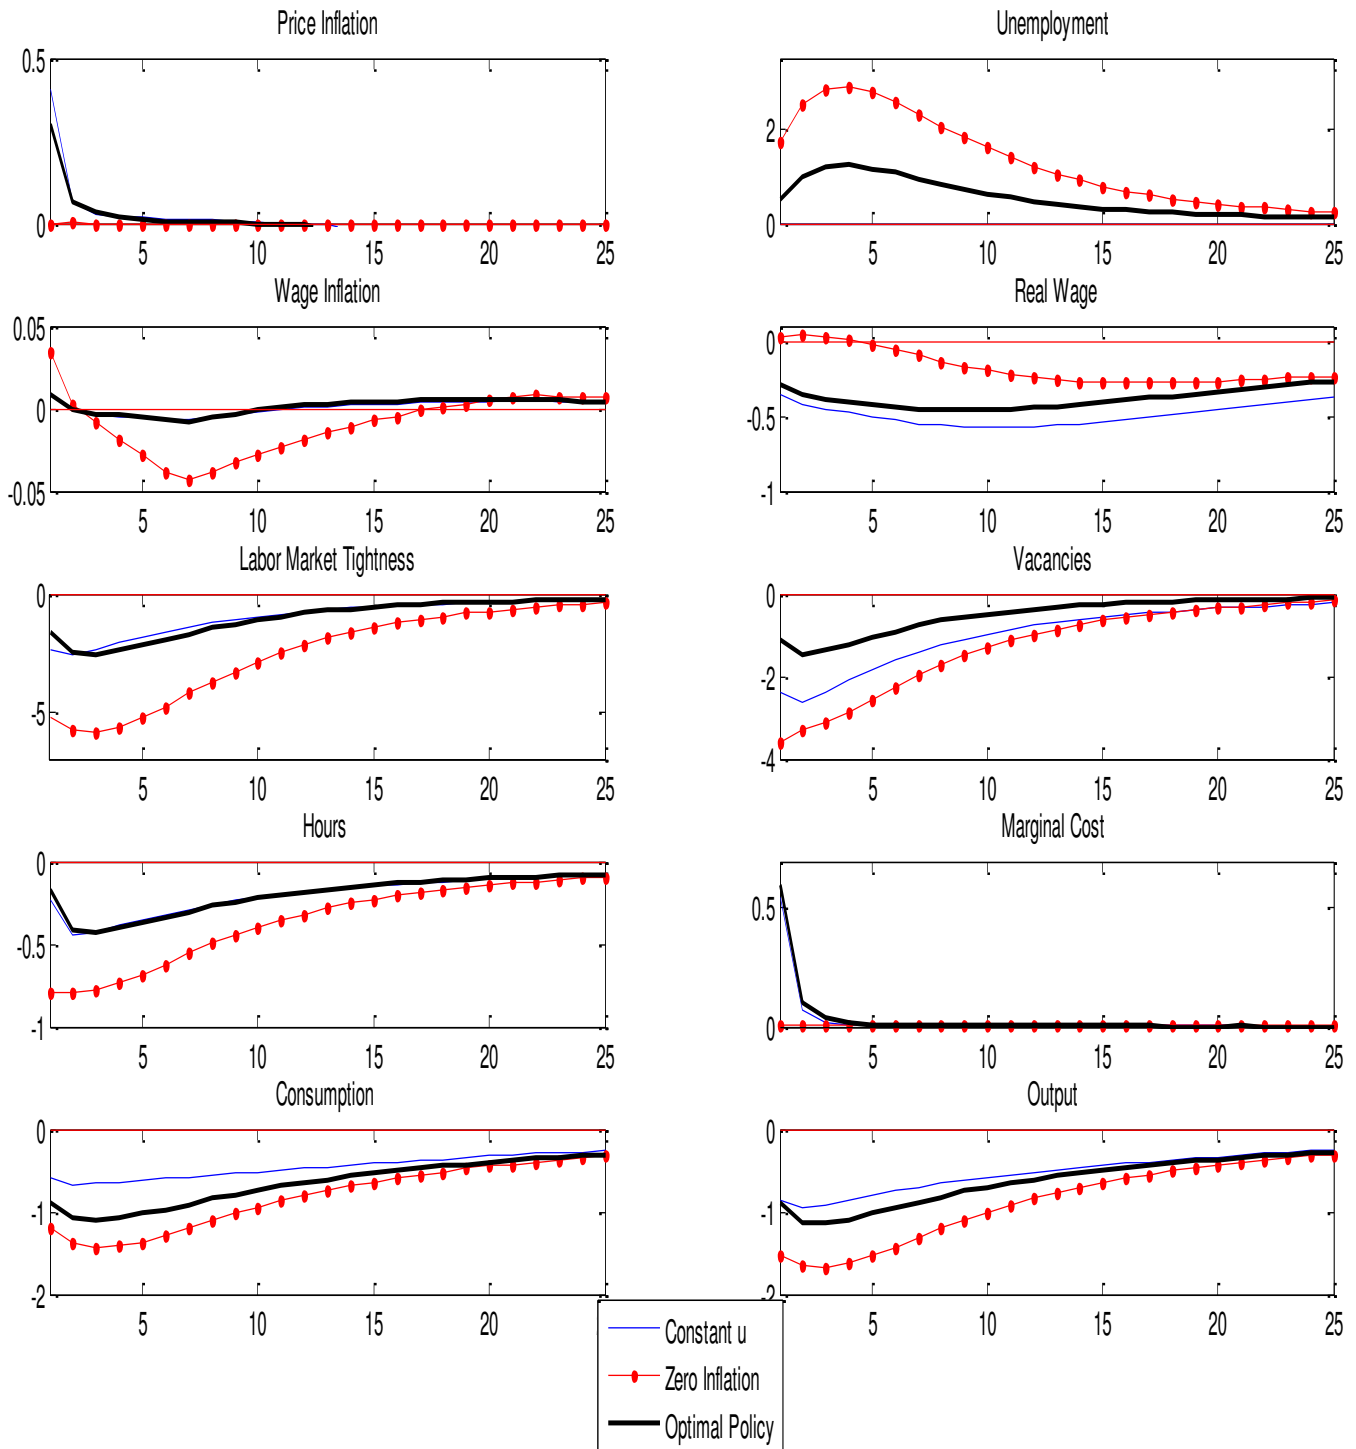 Price Inflation
Unemployment
0.5
0
5 10 15 20 25
2
0
5 10 15 20 25
Wage Inflation
Real Wage
0.05
0
-0.05
5 10 15 20 25
0
-0.5
-1
5 10 15 20 25
Labor Market Tightness
Vacancies
0
-5
5 10 15 20 25
0
-2
-4
5 10 15 20 25
Hours
Marginal Cost
0
-0.5
-1
5 10 15 20 25
0.5
0
5 10 15 20 25
Consumption
Output
0
-1
-2
5 10 15 20 25
0
-1
-2
5 10 15 20 25
Constant u
Zero Inflation
Optimal Policy